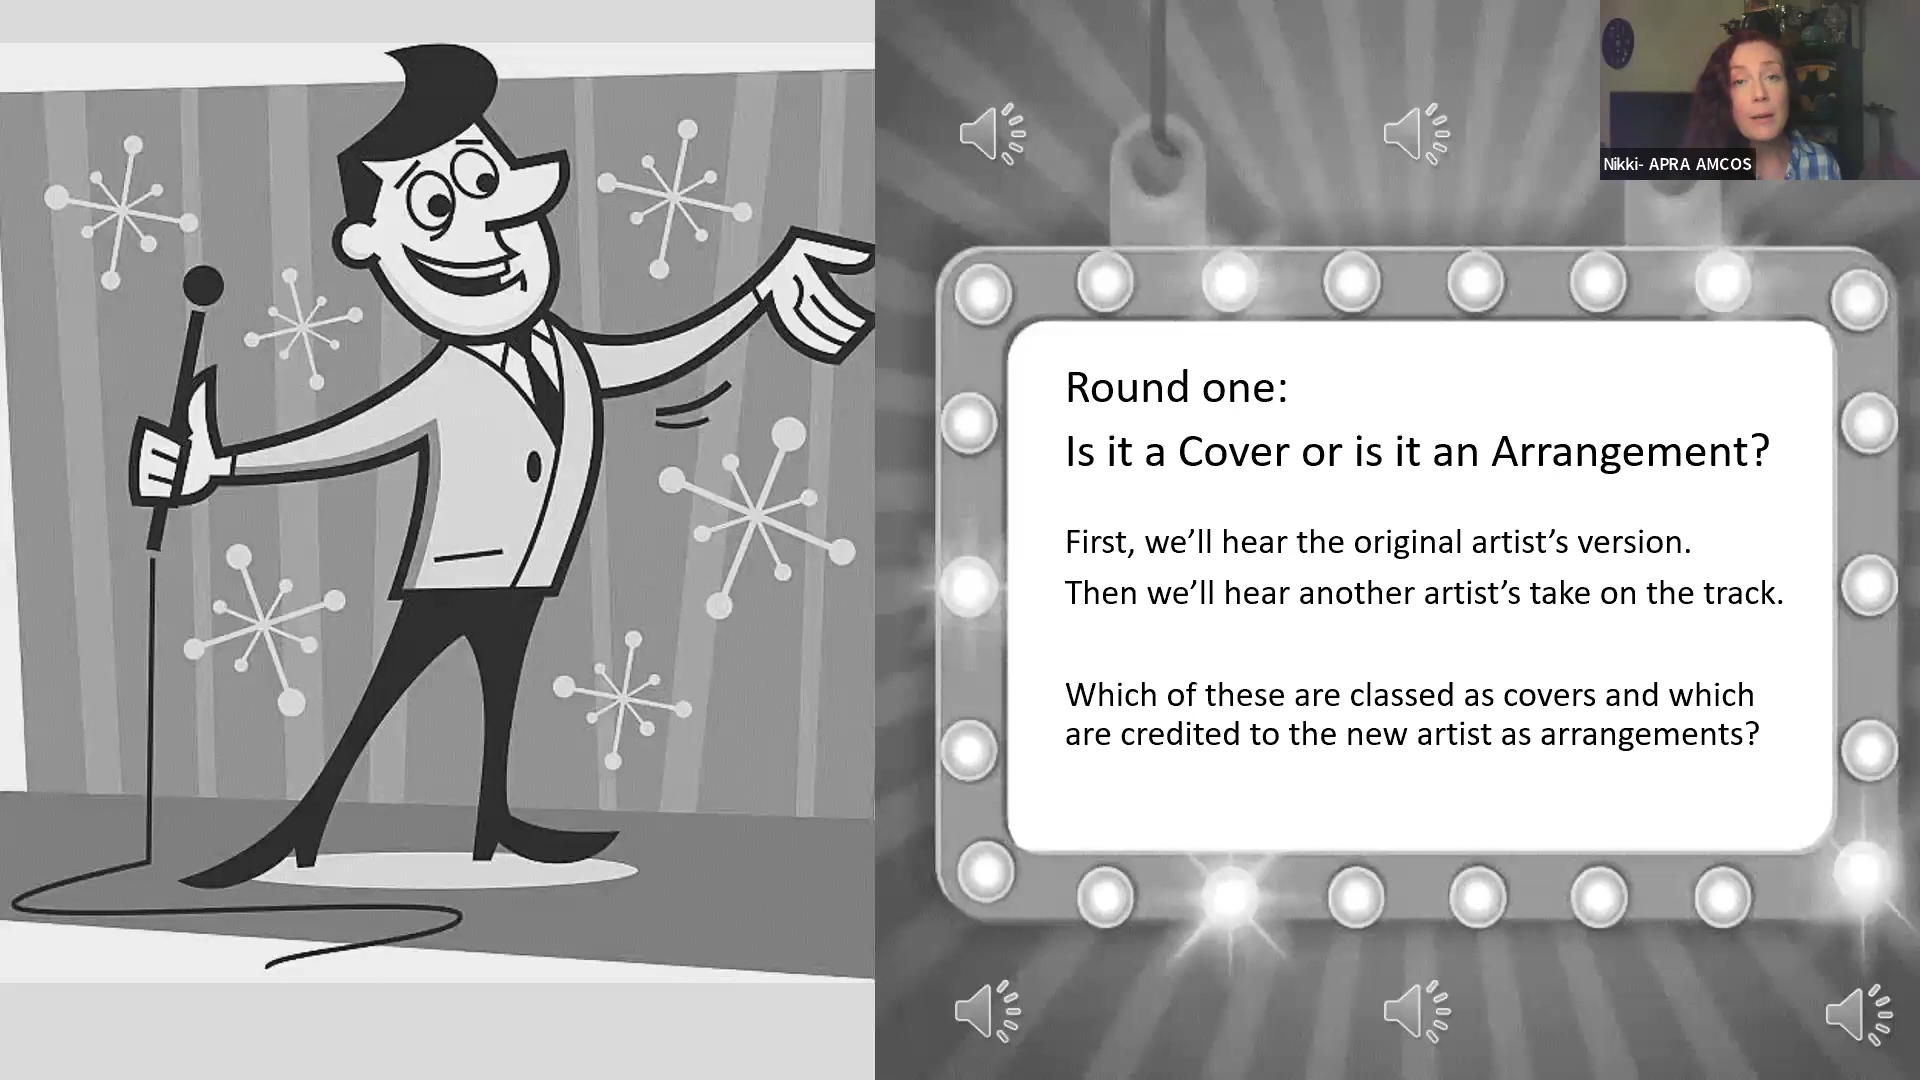 Nikki- APRA AMCOS
Round one:
Is it a Cover or is it an Arrangement?
First, we’ll hear the original artist’s version.
Then we’ll hear another artist’s take on the track.
Which of these are classed as covers and which
are credited to the new artist as arrangements?